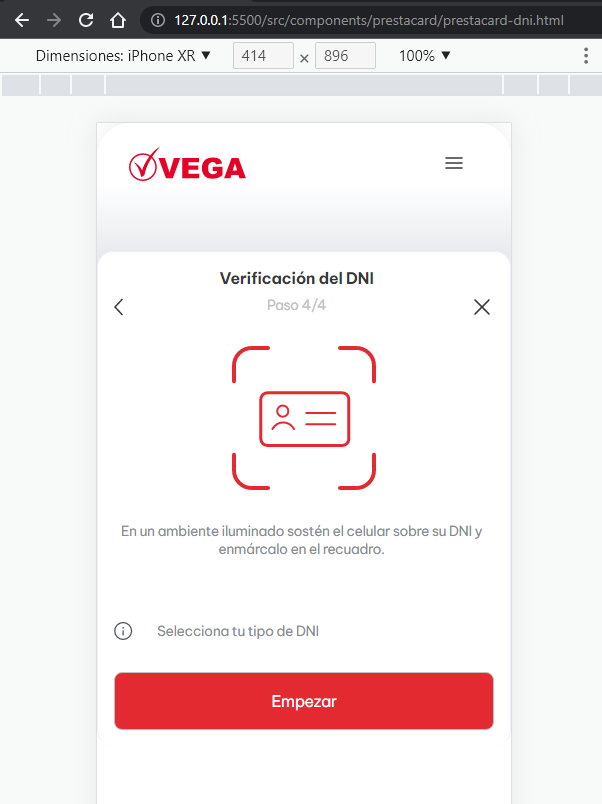 127.0.0.1:5500/src/components/prestacard/prestacard-dni.html
Dimensiones: iPhone XR ▼ 414 × 896 100% ▼
VEGA
Verificación del DNI
Paso 4/4
En un ambiente iluminado sostén el celular sobre su DNI y
enmárcalo en el recuadro.
Selecciona tu tipo de DNI
Empezar